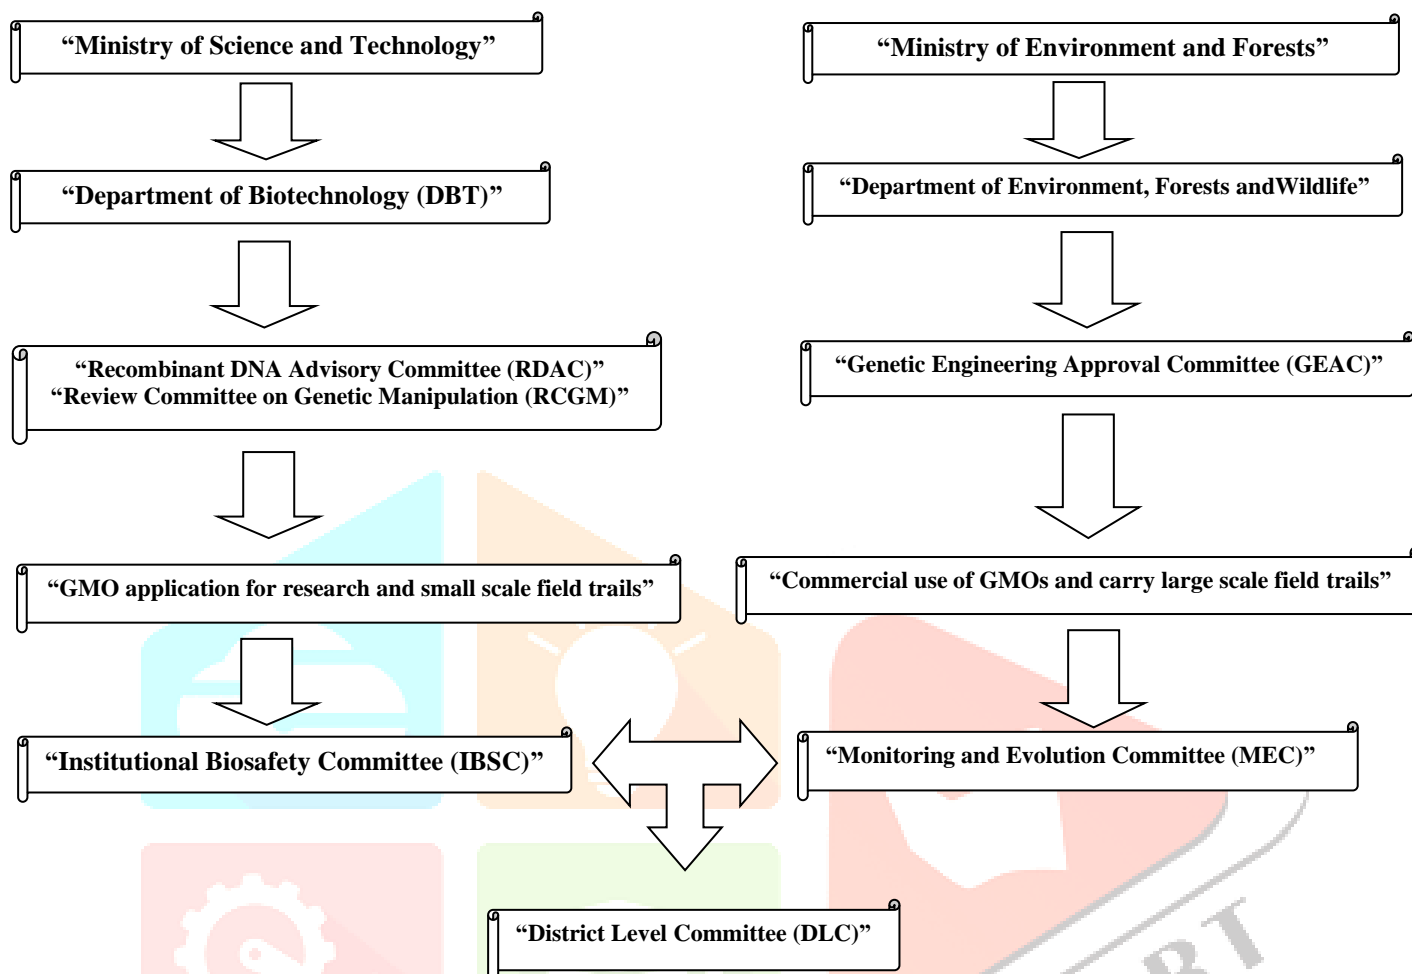 “Ministry of Science and Technology”
“Ministry of Environment and Forests”
“Department of Biotechnology (DBT)”
“Department of Environment, Forests andWildlife”
“Recombinant DNA Advisory Committee (RDAC)”
“Review Committee on Genetic Manipulation (RCGM)”
“Genetic Engineering Approval Committee (GEAC)”
“GMO application for research and small scale field trails”
“Commercial use of GMOs and carry large scale field trails”
“Institutional Biosafety Committee (IBSC)”
“Monitoring and Evolution Committee (MEC)”
“District Level Committee (DLC)”